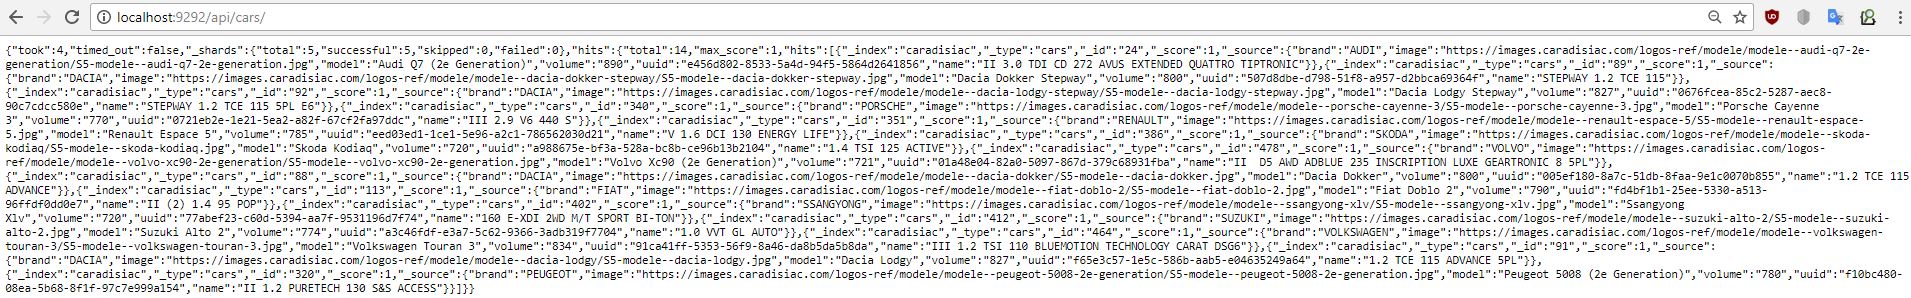 localhost:9292/api/cars/
{"took":4,"timed_out":false,"_shards":{"total":5,"successful":5,"skipped":0,"failed":0},"hits":{"total":14,"max_score":1,"hits":[{"_index":"caradisiac","_type":"cars","_id":"24","_score":1,"_source":{"brand":"AUDI","image":"https://images.caradisiac.com/logos-ref/modele/modele--audi-q7-2e-
generation/S5-modele--audi-q7-2e-generation.jpg","model":"Audi Q7 (2e Generation)","volume":"890","uuid":"e456d802-8533-5a4d-94f5-5864d2641856","name":"II 3.0 TDI CD 272 AVUS EXTENDED QUATTRO TIPTRONIC"}},{"_index":"caradisiac","_type":"cars","_id":"89","_score":1,"_source":
{"brand":"DACIA","image":"https://images.caradisiac.com/logos-ref/modele/modele--dacia-dokker-stepway/S5-modele--dacia-dokker-stepway.jpg","model":"Dacia Dokker Stepway","volume":"800","uuid":"507d8dbe-d798-51f8-a957-d2bbca69364f","name":"STEPWAY 1.2 TCE 115"}},
{"_index":"caradisiac","_type":"cars","_id":"92","_score":1,"_source":{"brand":"DACIA","image":"https://images.caradisiac.com/logos-ref/modele/modele--dacia-lodgy-stepway/S5-modele--dacia-lodgy-stepway.jpg","model":"Dacia Lodgy Stepway","volume":"827","uuid":"0676fcea-85c2-5287-aec8-
90c7cdcc580e","name":"STEPWAY 1.2 TCE 115 5PL E6"}},{"_index":"caradisiac","_type":"cars","_id":"340","_score":1,"_source":{"brand":"PORSCHE","image":"https://images.caradisiac.com/logos-ref/modele/modele--porsche-cayenne-3/S5-modele--porsche-cayenne-3.jpg","model":"Porsche Cayenne
3","volume":"770","uuid":"0721eb2e-1e21-5ea2-a82f-67cf2fa97ddc","name":"III 2.9 V6 440 S"}},{"_index":"caradisiac","_type":"cars","_id":"351","_score":1,"_source":{"brand":"RENAULT","image":"https://images.caradisiac.com/logos-ref/modele/modele--renault-espace-5/S5-modele--renault-espace-
5.jpg","model":"Renault Espace 5","volume":"785","uuid":"eed03ed1-1ce1-5e96-a2c1-786562030d21","name":"V 1.6 DCI 130 ENERGY LIFE"}},{"_index":"caradisiac","_type":"cars","_id":"386","_score":1,"_source":{"brand":"SKODA","image":"https://images.caradisiac.com/logos-ref/modele/modele--skoda-
kodiaq/S5-modele--skoda-kodiaq.jpg","model":"Skoda Kodiaq","volume":"720","uuid":"a988675e-bf3a-528a-bc8b-ce96b13b2104","name":"1.4 TSI 125 ACTIVE"}},{"_index":"caradisiac","_type":"cars","_id":"478","_score":1,"_source":{"brand":"VOLVO","image":"https://images.caradisiac.com/logos-
ref/modele/modele--volvo-xc90-2e-generation/S5-modele--volvo-xc90-2e-generation.jpg","model":"Volvo Xc90 (2e Generation)","volume":"721","uuid":"01a48e04-82a0-5097-867d-379c68931fba","name":"II  D5 AWD ADBLUE 235 INSCRIPTION LUXE GEARTRONIC 8 5PL"}},
{"_index":"caradisiac","_type":"cars","_id":"88","_score":1,"_source":{"brand":"DACIA","image":"https://images.caradisiac.com/logos-ref/modele/modele--dacia-dokker/S5-modele--dacia-dokker.jpg","model":"Dacia Dokker","volume":"800","uuid":"005ef180-8a7c-51db-8faa-9e1c0070b855","name":"1.2 TCE 115
ADVANCE"}},{"_index":"caradisiac","_type":"cars","_id":"113","_score":1,"_source":{"brand":"FIAT","image":"https://images.caradisiac.com/logos-ref/modele/modele--fiat-doblo-2/S5-modele--fiat-doblo-2.jpg","model":"Fiat Doblo 2","volume":"790","uuid":"fd4bf1b1-25ee-5330-a513-
96ffdf0dd0e7","name":"II (2) 1.4 95 POP"}},{"_index":"caradisiac","_type":"cars","_id":"402","_score":1,"_source":{"brand":"SSANGYONG","image":"https://images.caradisiac.com/logos-ref/modele/modele--ssangyong-xlv/S5-modele--ssangyong-xlv.jpg","model":"Ssangyong
Xlv","volume":"720","uuid":"77abef23-c60d-5394-aa7f-9531196d7f74","name":"160 E-XDI 2WD M/T SPORT BI-TON"}},{"_index":"caradisiac","_type":"cars","_id":"412","_score":1,"_source":{"brand":"SUZUKI","image":"https://images.caradisiac.com/logos-ref/modele/modele--suzuki-alto-2/S5-modele--suzuki-
alto-2.jpg","model":"Suzuki Alto 2","volume":"774","uuid":"a3c46fdf-e3a7-5c62-9366-3adb319f7704","name":"1.0 VVT GL AUTO"}},{"_index":"caradisiac","_type":"cars","_id":"464","_score":1,"_source":{"brand":"VOLKSWAGEN","image":"https://images.caradisiac.com/logos-ref/modele/modele--volkswagen-
touran-3/S5-modele--volkswagen-touran-3.jpg","model":"Volkswagen Touran 3","volume":"834","uuid":"91ca41ff-5353-56f9-8a46-da8b5da5b8da","name":"III 1.2 TSI 110 BLUEMOTION TECHNOLOGY CARAT DSG6"}},{"_index":"caradisiac","_type":"cars","_id":"91","_score":1,"_source":
{"brand":"DACIA","image":"https://images.caradisiac.com/logos-ref/modele/modele--dacia-lodgy/S5-modele--dacia-lodgy.jpg","model":"Dacia Lodgy","volume":"827","uuid":"f65e3c57-1e5c-586b-aab5-e04635249a64","name":"1.2 TCE 115 ADVANCE 5PL"}},
{"_index":"caradisiac","_type":"cars","_id":"320","_score":1,"_source":{"brand":"PEUGEOT","image":"https://images.caradisiac.com/logos-ref/modele/modele--peugeot-5008-2e-generation/S5-modele--peugeot-5008-2e-generation.jpg","model":"Peugeot 5008 (2e Generation)","volume":"780","uuid":"f10bc480-
08ea-5b68-8f1f-97c7e999a154","name":"II 1.2 PURETECH 130 S&S ACCESS"}}]}}